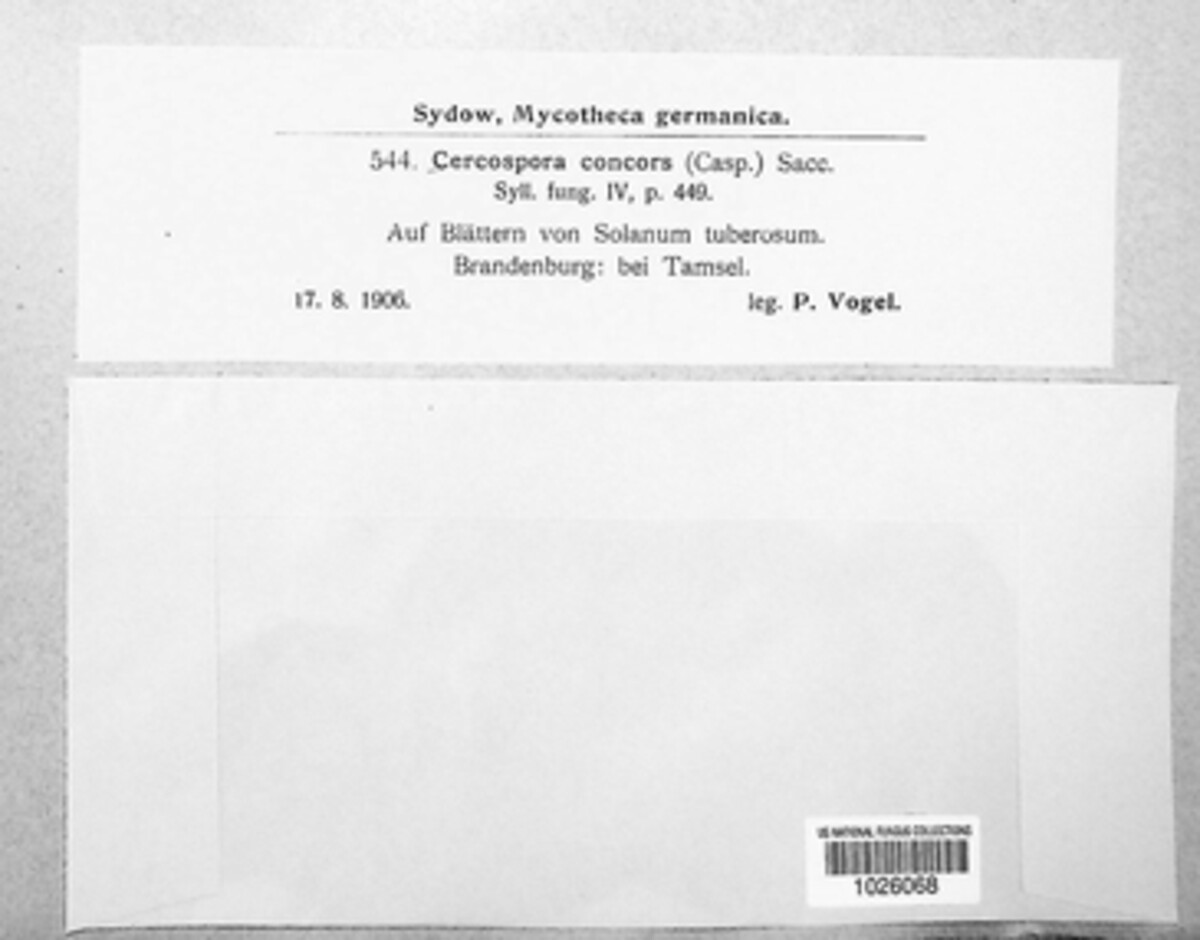 Sydow, Mycotheca germanica.
544. Cercospora concors (Casp.) Sacc.
Syll. fung. IV, p. 449.
Auf Blättern von Solanum tuberosum.
Brandenburg: bei Tamsel.
17. 8. 1906. leg. P. Vogel.
US NATIONAL FUNGUS COLLECTIONS
1026068